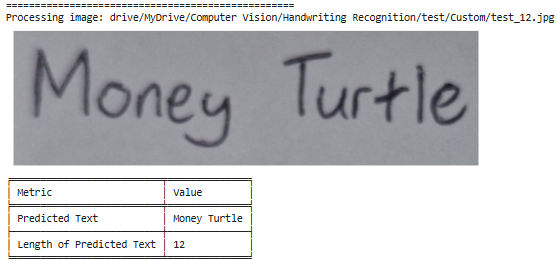 ==================================================
Processing image: drive/MyDrive/Computer Vision/Handwriting Recognition/test/Custom/test_12.jpg
Money Turtle
Metric Value
Predicted Text Money Turtle
Length of Predicted Text 12